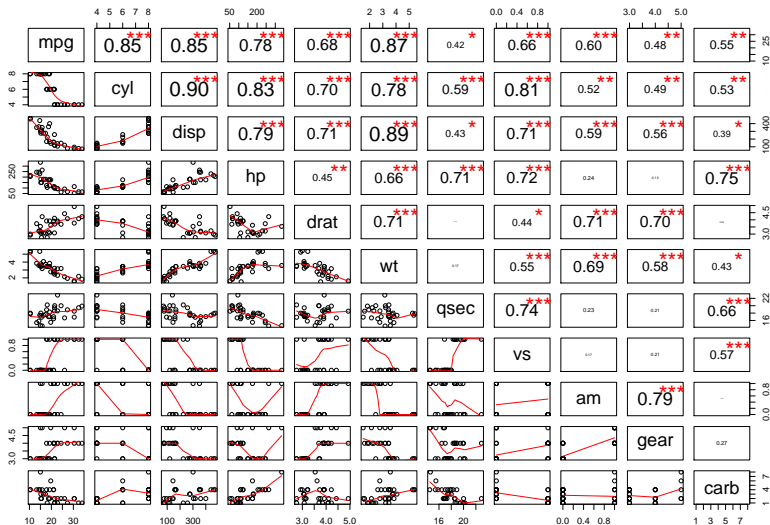 4 5 6 7 8 50 200 2 3 4 5 0.0 0.4 0.8 3.0 4.0 5.0
mpg 0.85 *** 0.85 *** 0.78 *** 0.68 *** 0.87 *** 0.42 * 0.66 *** 0.60 *** 0.48 ** 0.55 ** 10 25
4 6 8 cyl 0.90 *** 0.83 *** 0.70 *** 0.78 *** 0.59 *** 0.81 *** 0.52 ** 0.49 ** 0.53 **
disp 0.79 *** 0.71 *** 0.89 *** 0.43 * 0.71 *** 0.59 *** 0.56 *** 0.39 * 100 400
50 250 hp 0.45 ** 0.66 *** 0.71 *** 0.72 *** 0.24 0.13 0.75 ***
drat 0.71 *** 0.44 * 0.71 *** 0.70 *** 3.0 4.5
2 4 wt 0.17 0.55 *** 0.69 *** 0.58 *** 0.43 *
qsec 0.74 *** 0.23 0.21 0.66 *** 16 22
0.0 0.8 vs 0.17 0.21 0.57 ***
am 0.79 *** 0.0 0.8
3.0 4.5 gear 0.27
carb 1 4 7
10 20 30 100 300 3.0 4.0 5.0 16 20 0.0 0.4 0.8 1 3 5 7